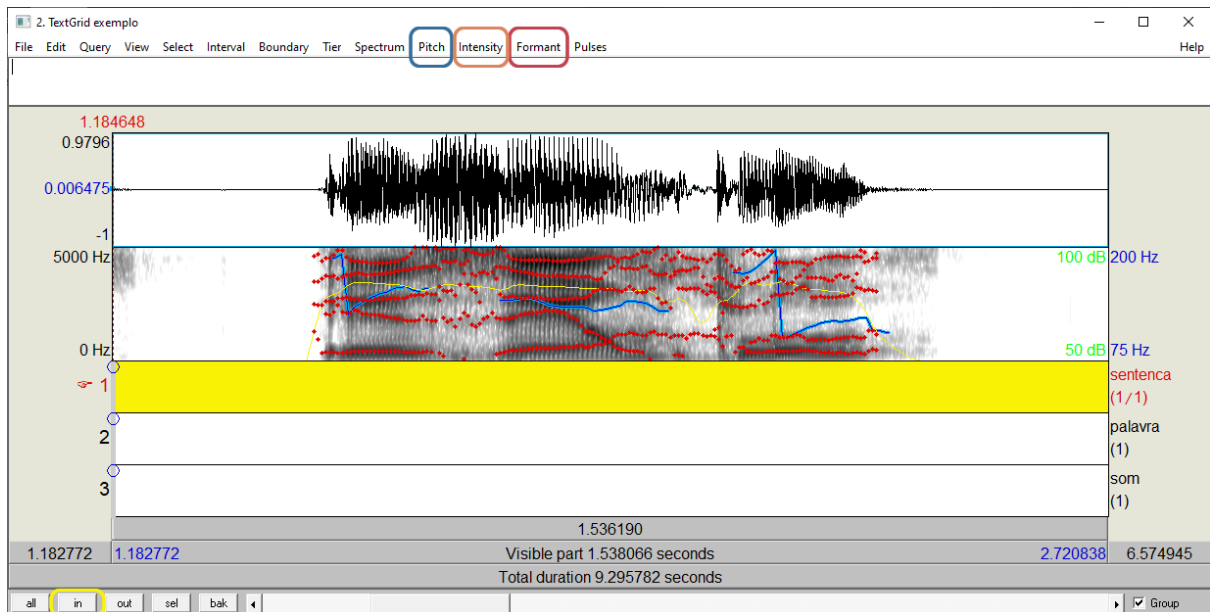 2. TextGrid exemplo
File Edit Query View Select Interval Boundary Tier Spectrum Pitch Intensity Formant Pulses Help
1.184648
0.9796
0.006475
-1
5000 Hz 100 dB 200 Hz
0 Hz 50 dB 75 Hz
1 sentenca
(1/1)
2 palavra
(1)
3 som
(1)
1.536190
1.182772 1.182772 Visible part 1.538066 seconds 2.720838 6.574945
Total duration 9.295782 seconds
all in out sel bak Group